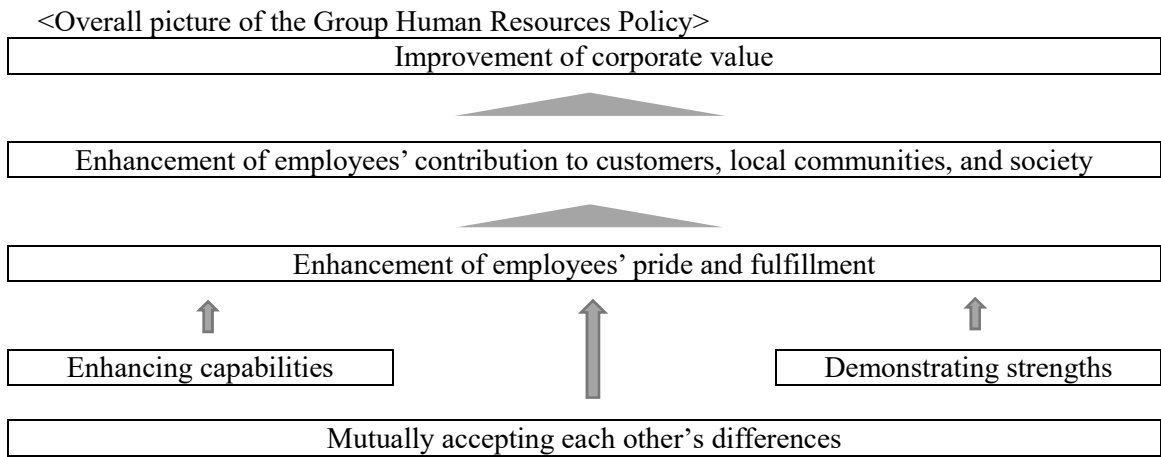 <Overall picture of the Group Human Resources Policy>
Improvement of corporate value
Enhancement of employees’ contribution to customers, local communities, and society
Enhancement of employees’ pride and fulfillment
Enhancing capabilities
Demonstrating strengths
Mutually accepting each other’s differences